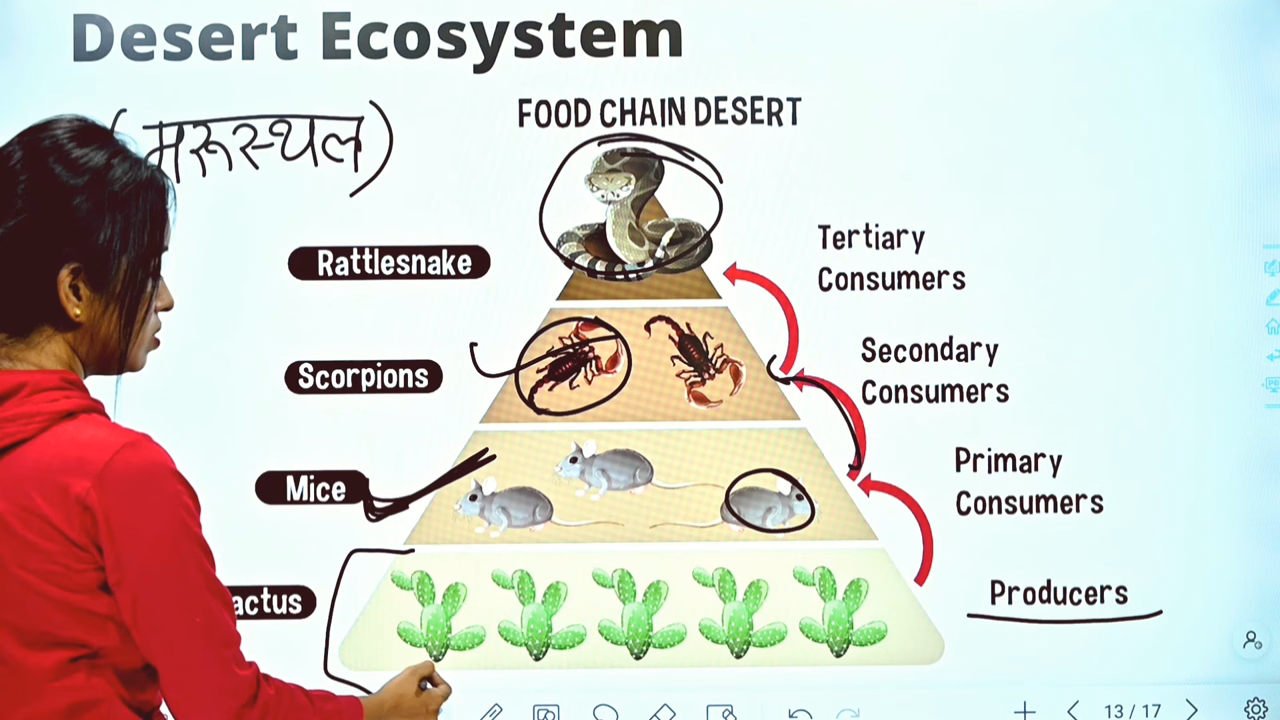 Desert Ecosystem
(मरूस्थल)
FOOD CHAIN DESERT
Rattlesnake
Tertiary
Consumers
Scorpions
Secondary
Consumers
Mice
Primary
Consumers
actus
Producers
13 / 17